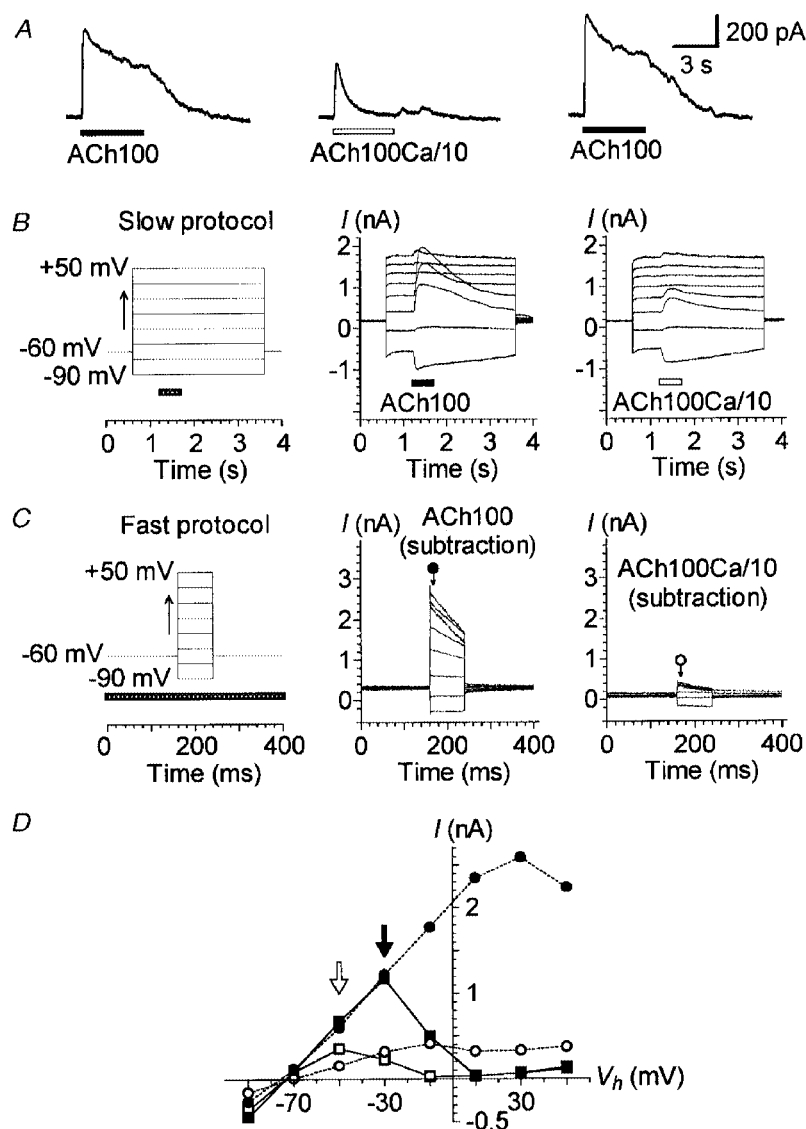 A
200 pA
3 s
ACh100
ACh100Ca/10
ACh100
B
Slow protocol
+50 mV
-60 mV
-90 mV
0 1 2 3 4
Time (s)
I (nA)
2
1
0
-1
ACh100
0 1 2 3 4
Time (s)
I (nA)
2
1
0
-1
ACh100Ca/10
0 1 2 3 4
Time (s)
C
Fast protocol
+50 mV
-60 mV
-90 mV
0 200 400
Time (ms)
I (nA)
ACh100
(subtraction)
3
2
1
0
0 200 400
Time (ms)
I (nA)
ACh100Ca/10
(subtraction)
3
2
1
0
0 200 400
Time (ms)
D
I (nA)
2
1
-70 -30 30
V_h (mV)
-0.5